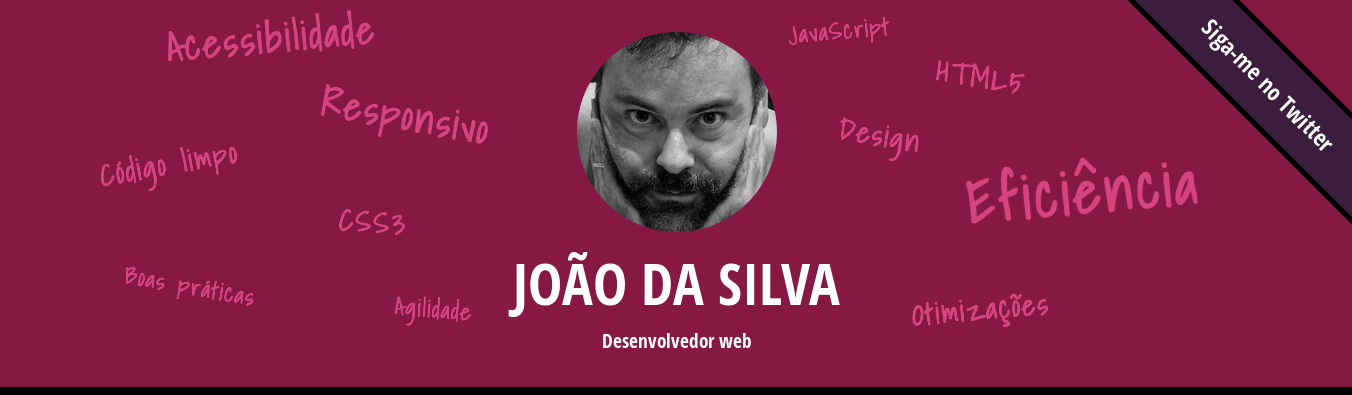 Acessibilidade
JavaScript
Siga-me no Twitter
HTML5
Responsivo
Design
Código limpo
Eficiência
CSS3
Boas práticas
Agilidade
JOÃO DA SILVA
Otimizações
Desenvolvedor web